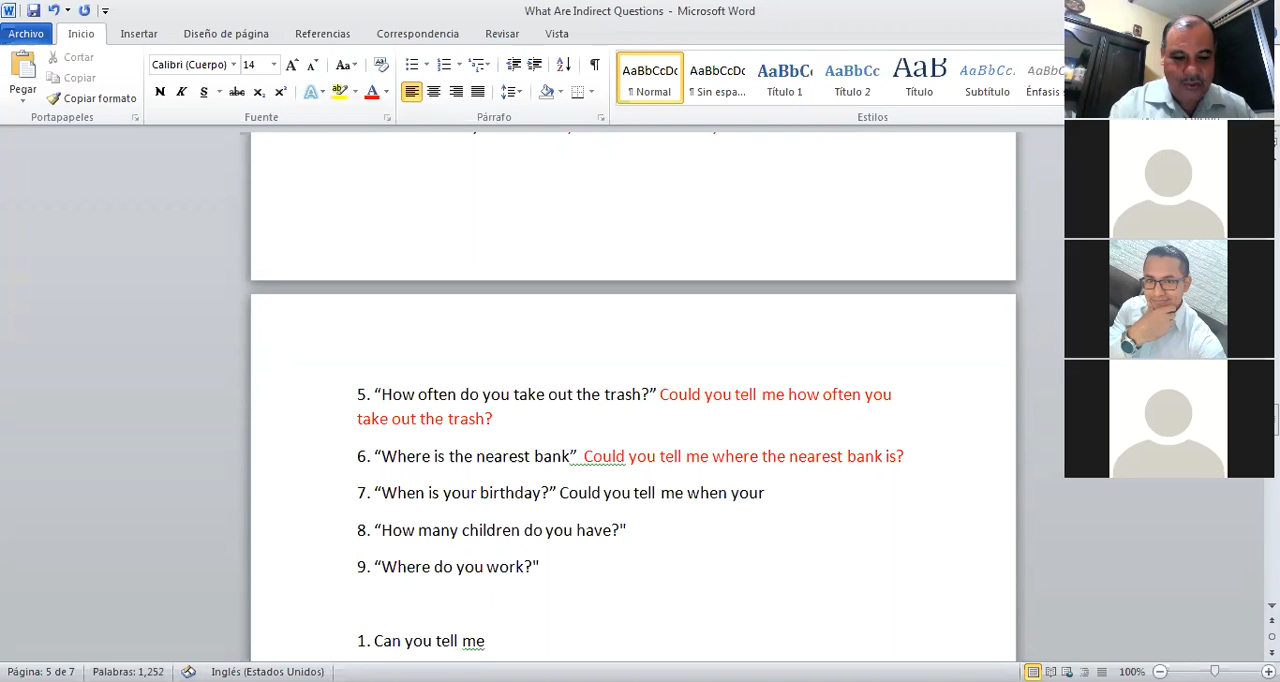 What Are Indirect Questions - Microsoft Word
Archivo Inicio Insertar Diseño de página Referencias Correspondencia Revisar Vista
Pegar
Cortar
Copiar
Copiar formato
Portapapeles
Calibri (Cuerpo) 14
Fuente
Párrafo
AaBbCcDc AaBbCcDc AaBbC AaBbCc AaB AaBbCc AaBbCc
¶ Normal ¶ Sin espa... Título 1 Título 2 Título Subtítulo Énfasis
Estilos
5. “How often do you take out the trash?” Could you tell me how often you
take out the trash?
6. “Where is the nearest bank” Could you tell me where the nearest bank is?
7. “When is your birthday?” Could you tell me when your
8. “How many children do you have?"
9. “Where do you work?"
1. Can you tell me
Página: 5 de 7 Palabras: 1,252 Inglés (Estados Unidos) 100%